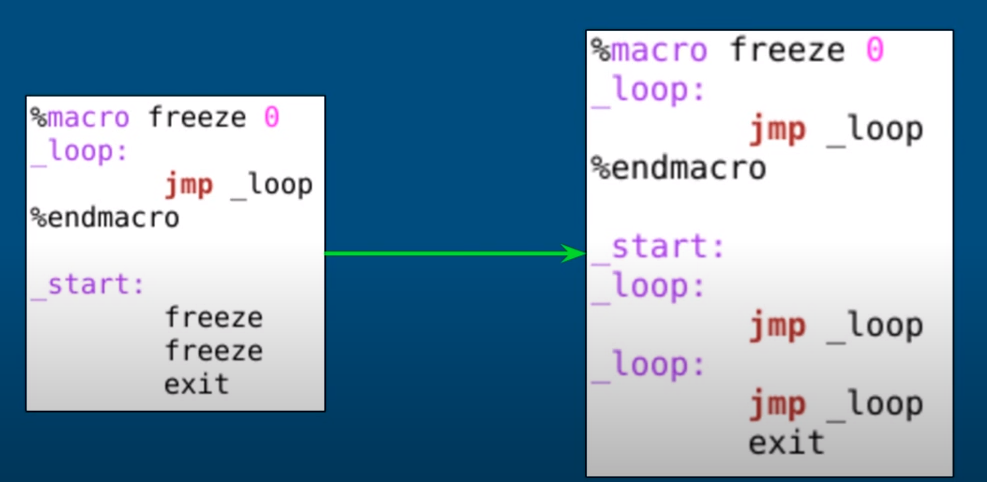 %macro freeze 0
_loop:
jmp _loop
%endmacro
_start:
freeze
freeze
exit
%macro freeze 0
_loop:
jmp _loop
%endmacro
_start:
_loop:
jmp _loop
_loop:
jmp _loop
exit